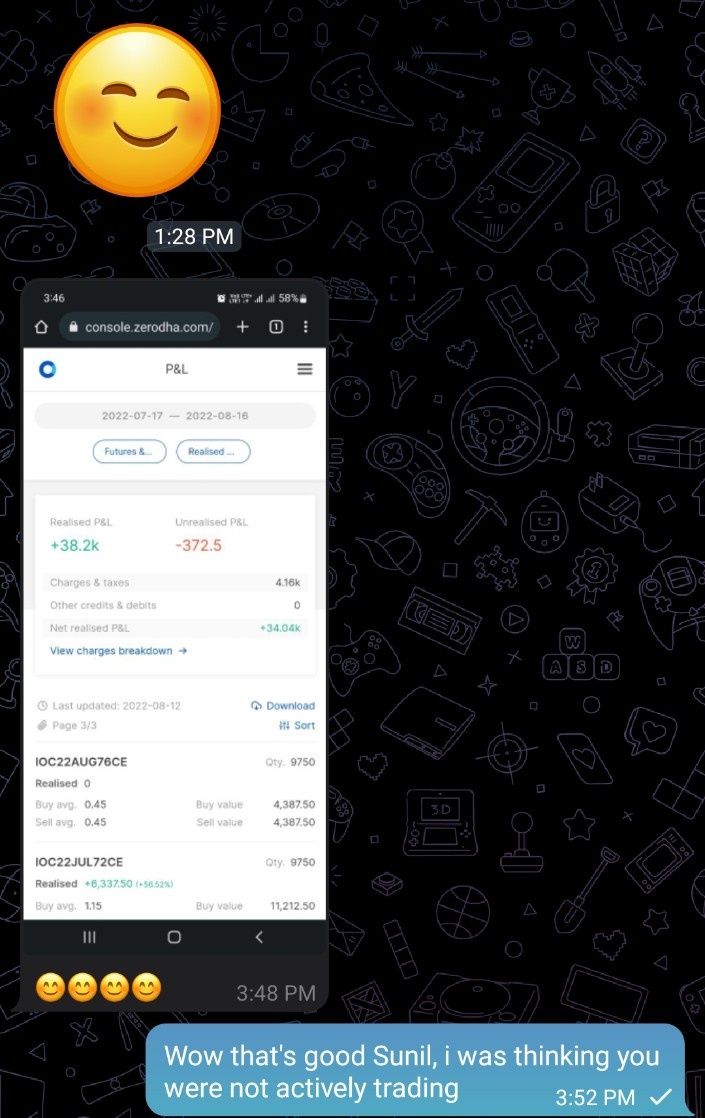 1:28 PM
3:46 58%
console.zerodha.com/
P&L
2022-07-17 — 2022-08-16
Futures &... Realised ...
Realised P&L Unrealised P&L
+38.2k -372.5
Charges & taxes 4.16k
Other credits & debits 0
Net realised P&L +34.04k
View charges breakdown →
Last updated: 2022-08-12 Download
Page 3/3 Sort
IOC22AUG76CE Qty. 9750
Realised 0
Buy avg. 0.45 Buy value 4,387.50
Sell avg. 0.45 Sell value 4,387.50
IOC22JUL72CE Qty. 9750
Realised +6,337.50 (+56.52%)
Buy avg. 1.15 Buy value 11,212.50
😊😊😊😊 3:48 PM
Wow that's good Sunil, i was thinking you
were not actively trading 3:52 PM
W
A S D
3D